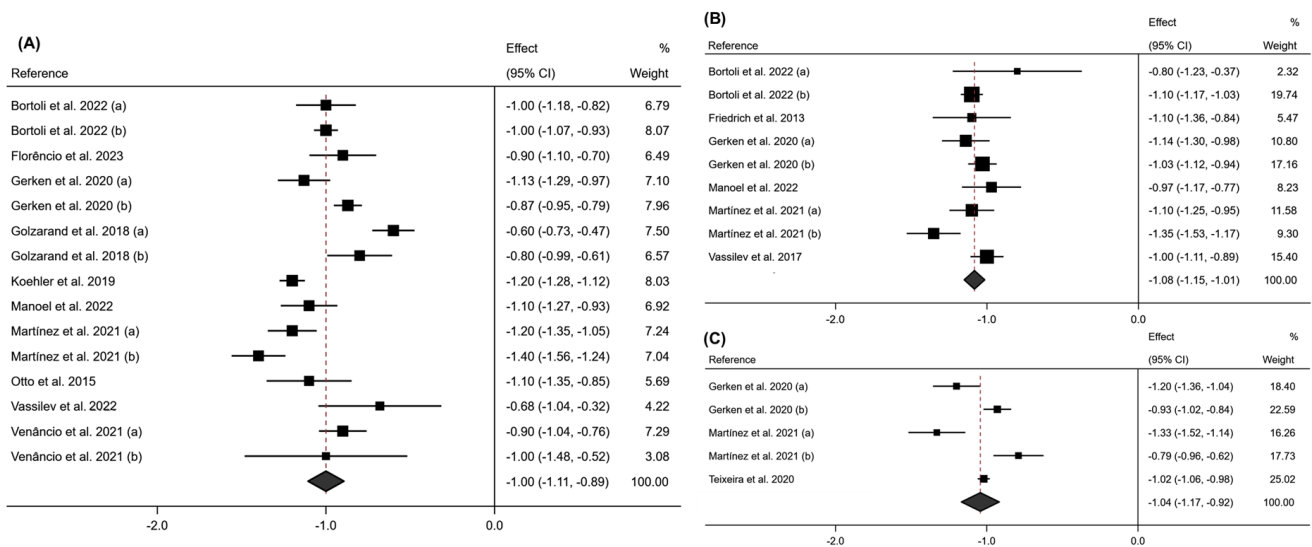 (A)
Effect %
Reference (95% CI) Weight
Bortoli et al. 2022 (a) -1.00 (-1.18, -0.82) 6.79
Bortoli et al. 2022 (b) -1.00 (-1.07, -0.93) 8.07
Florêncio et al. 2023 -0.90 (-1.10, -0.70) 6.49
Gerken et al. 2020 (a) -1.13 (-1.29, -0.97) 7.10
Gerken et al. 2020 (b) -0.87 (-0.95, -0.79) 7.96
Golzarand et al. 2018 (a) -0.60 (-0.73, -0.47) 7.50
Golzarand et al. 2018 (b) -0.80 (-0.99, -0.61) 6.57
Koehler et al. 2019 -1.20 (-1.28, -1.12) 8.03
Manoel et al. 2022 -1.10 (-1.27, -0.93) 6.92
Martínez et al. 2021 (a) -1.20 (-1.35, -1.05) 7.24
Martínez et al. 2021 (b) -1.40 (-1.56, -1.24) 7.04
Otto et al. 2015 -1.10 (-1.35, -0.85) 5.69
Vassilev et al. 2022 -0.68 (-1.04, -0.32) 4.22
Venâncio et al. 2021 (a) -0.90 (-1.04, -0.76) 7.29
Venâncio et al. 2021 (b) -1.00 (-1.48, -0.52) 3.08
-1.00 (-1.11, -0.89) 100.00
-2.0 -1.0 0.0
(B)
Effect %
Reference (95% CI) Weight
Bortoli et al. 2022 (a) -0.80 (-1.23, -0.37) 2.32
Bortoli et al. 2022 (b) -1.10 (-1.17, -1.03) 19.74
Friedrich et al. 2013 -1.10 (-1.36, -0.84) 5.47
Gerken et al. 2020 (a) -1.14 (-1.30, -0.98) 10.80
Gerken et al. 2020 (b) -1.03 (-1.12, -0.94) 17.16
Manoel et al. 2022 -0.97 (-1.17, -0.77) 8.23
Martínez et al. 2021 (a) -1.10 (-1.25, -0.95) 11.58
Martínez et al. 2021 (b) -1.35 (-1.53, -1.17) 9.30
Vassilev et al. 2017 -1.00 (-1.11, -0.89) 15.40
-1.08 (-1.15, -1.01) 100.00
-2.0 -1.0 0.0
(C)
Effect %
Reference (95% CI) Weight
Gerken et al. 2020 (a) -1.20 (-1.36, -1.04) 18.40
Gerken et al. 2020 (b) -0.93 (-1.02, -0.84) 22.59
Martínez et al. 2021 (a) -1.33 (-1.52, -1.14) 16.26
Martínez et al. 2021 (b) -0.79 (-0.96, -0.62) 17.73
Teixeira et al. 2020 -1.02 (-1.06, -0.98) 25.02
-1.04 (-1.17, -0.92) 100.00
-2.0 -1.0 0.0